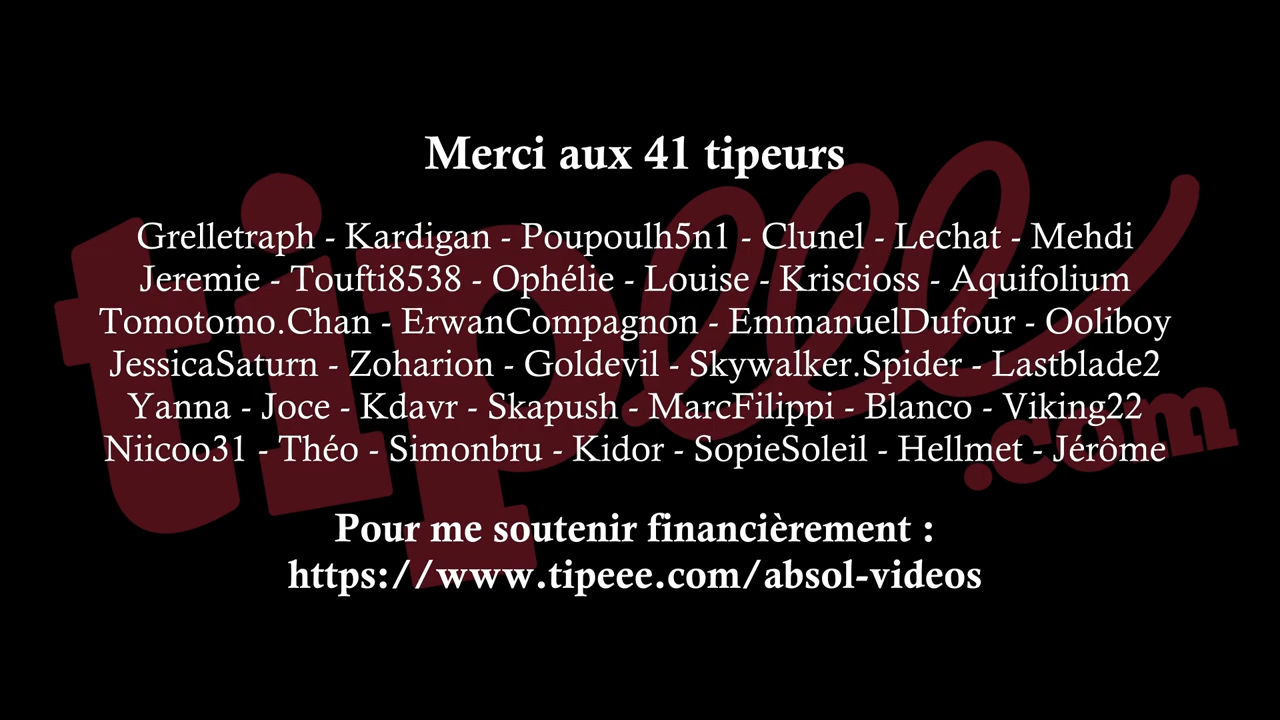 Merci aux 41 tipeurs
Grelletraph - Kardigan - Poupoulh5n1 - Clunel - Lechat - Mehdi
Jeremie - Toufti8538 - Ophélie - Louise - Kriscioss - Aquifolium
Tomotomo.Chan - ErwanCompagnon - EmmanuelDufour - Ooliboy
JessicaSaturn - Zoharion - Goldevil - Skywalker.Spider - Lastblade2
Yanna - Joce - Kdavr - Skapush - MarcFilippi - Blanco - Viking22
Niicoo31 - Théo - Simonbru - Kidor - SopieSoleil - Hellmet - Jérôme
Pour me soutenir financièrement :
https://www.tipeee.com/absol-videos
tipeee
.com